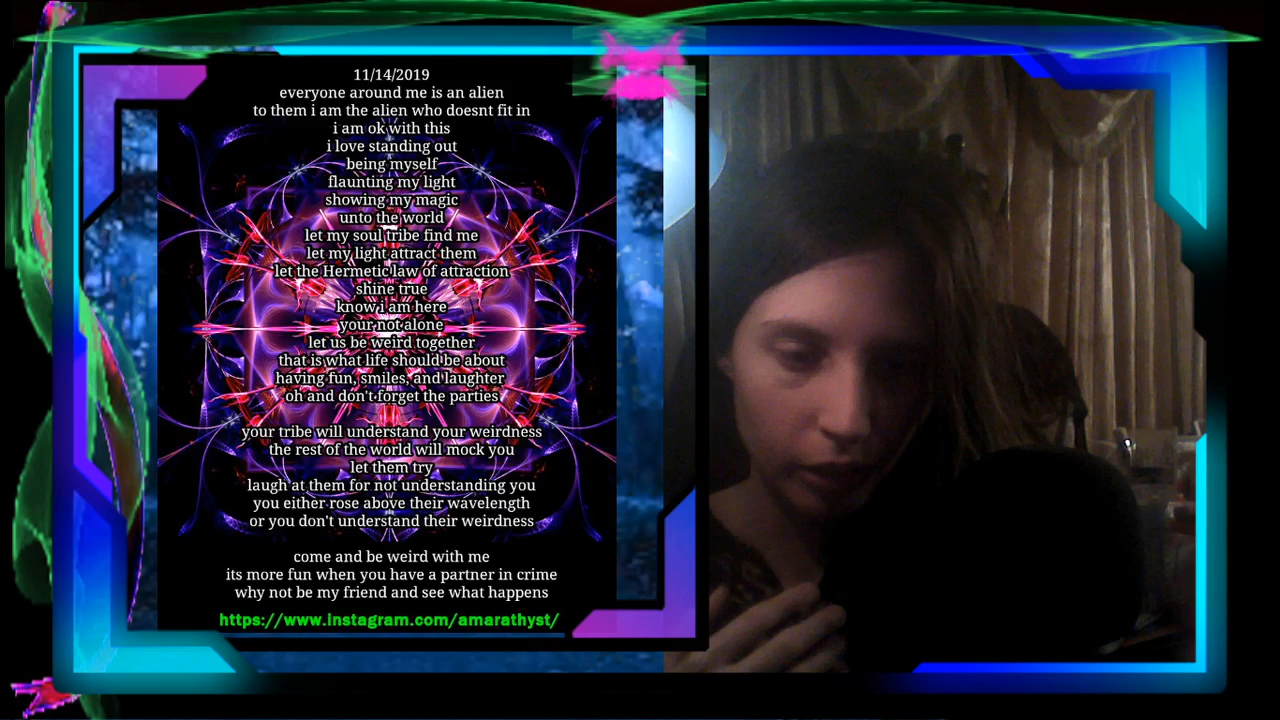 11/14/2019
everyone around me is an alien
to them i am the alien who doesnt fit in
i am ok with this
i love standing out
being myself
flaunting my light
showing my magic
unto the world
let my soul tribe find me
let my light attract them
let the Hermetic law of attraction
shine true
know i am here
your not alone
let us be weird together
that is what life should be about
having fun, smiles, and laughter
oh and don't forget the parties
your tribe will understand your weirdness
the rest of the world will mock you
let them try
laugh at them for not understanding you
you either rose above their wavelength
or you don't understand their weirdness
come and be weird with me
its more fun when you have a partner in crime
why not be my friend and see what happens
https://www.instagram.com/amarathyst/